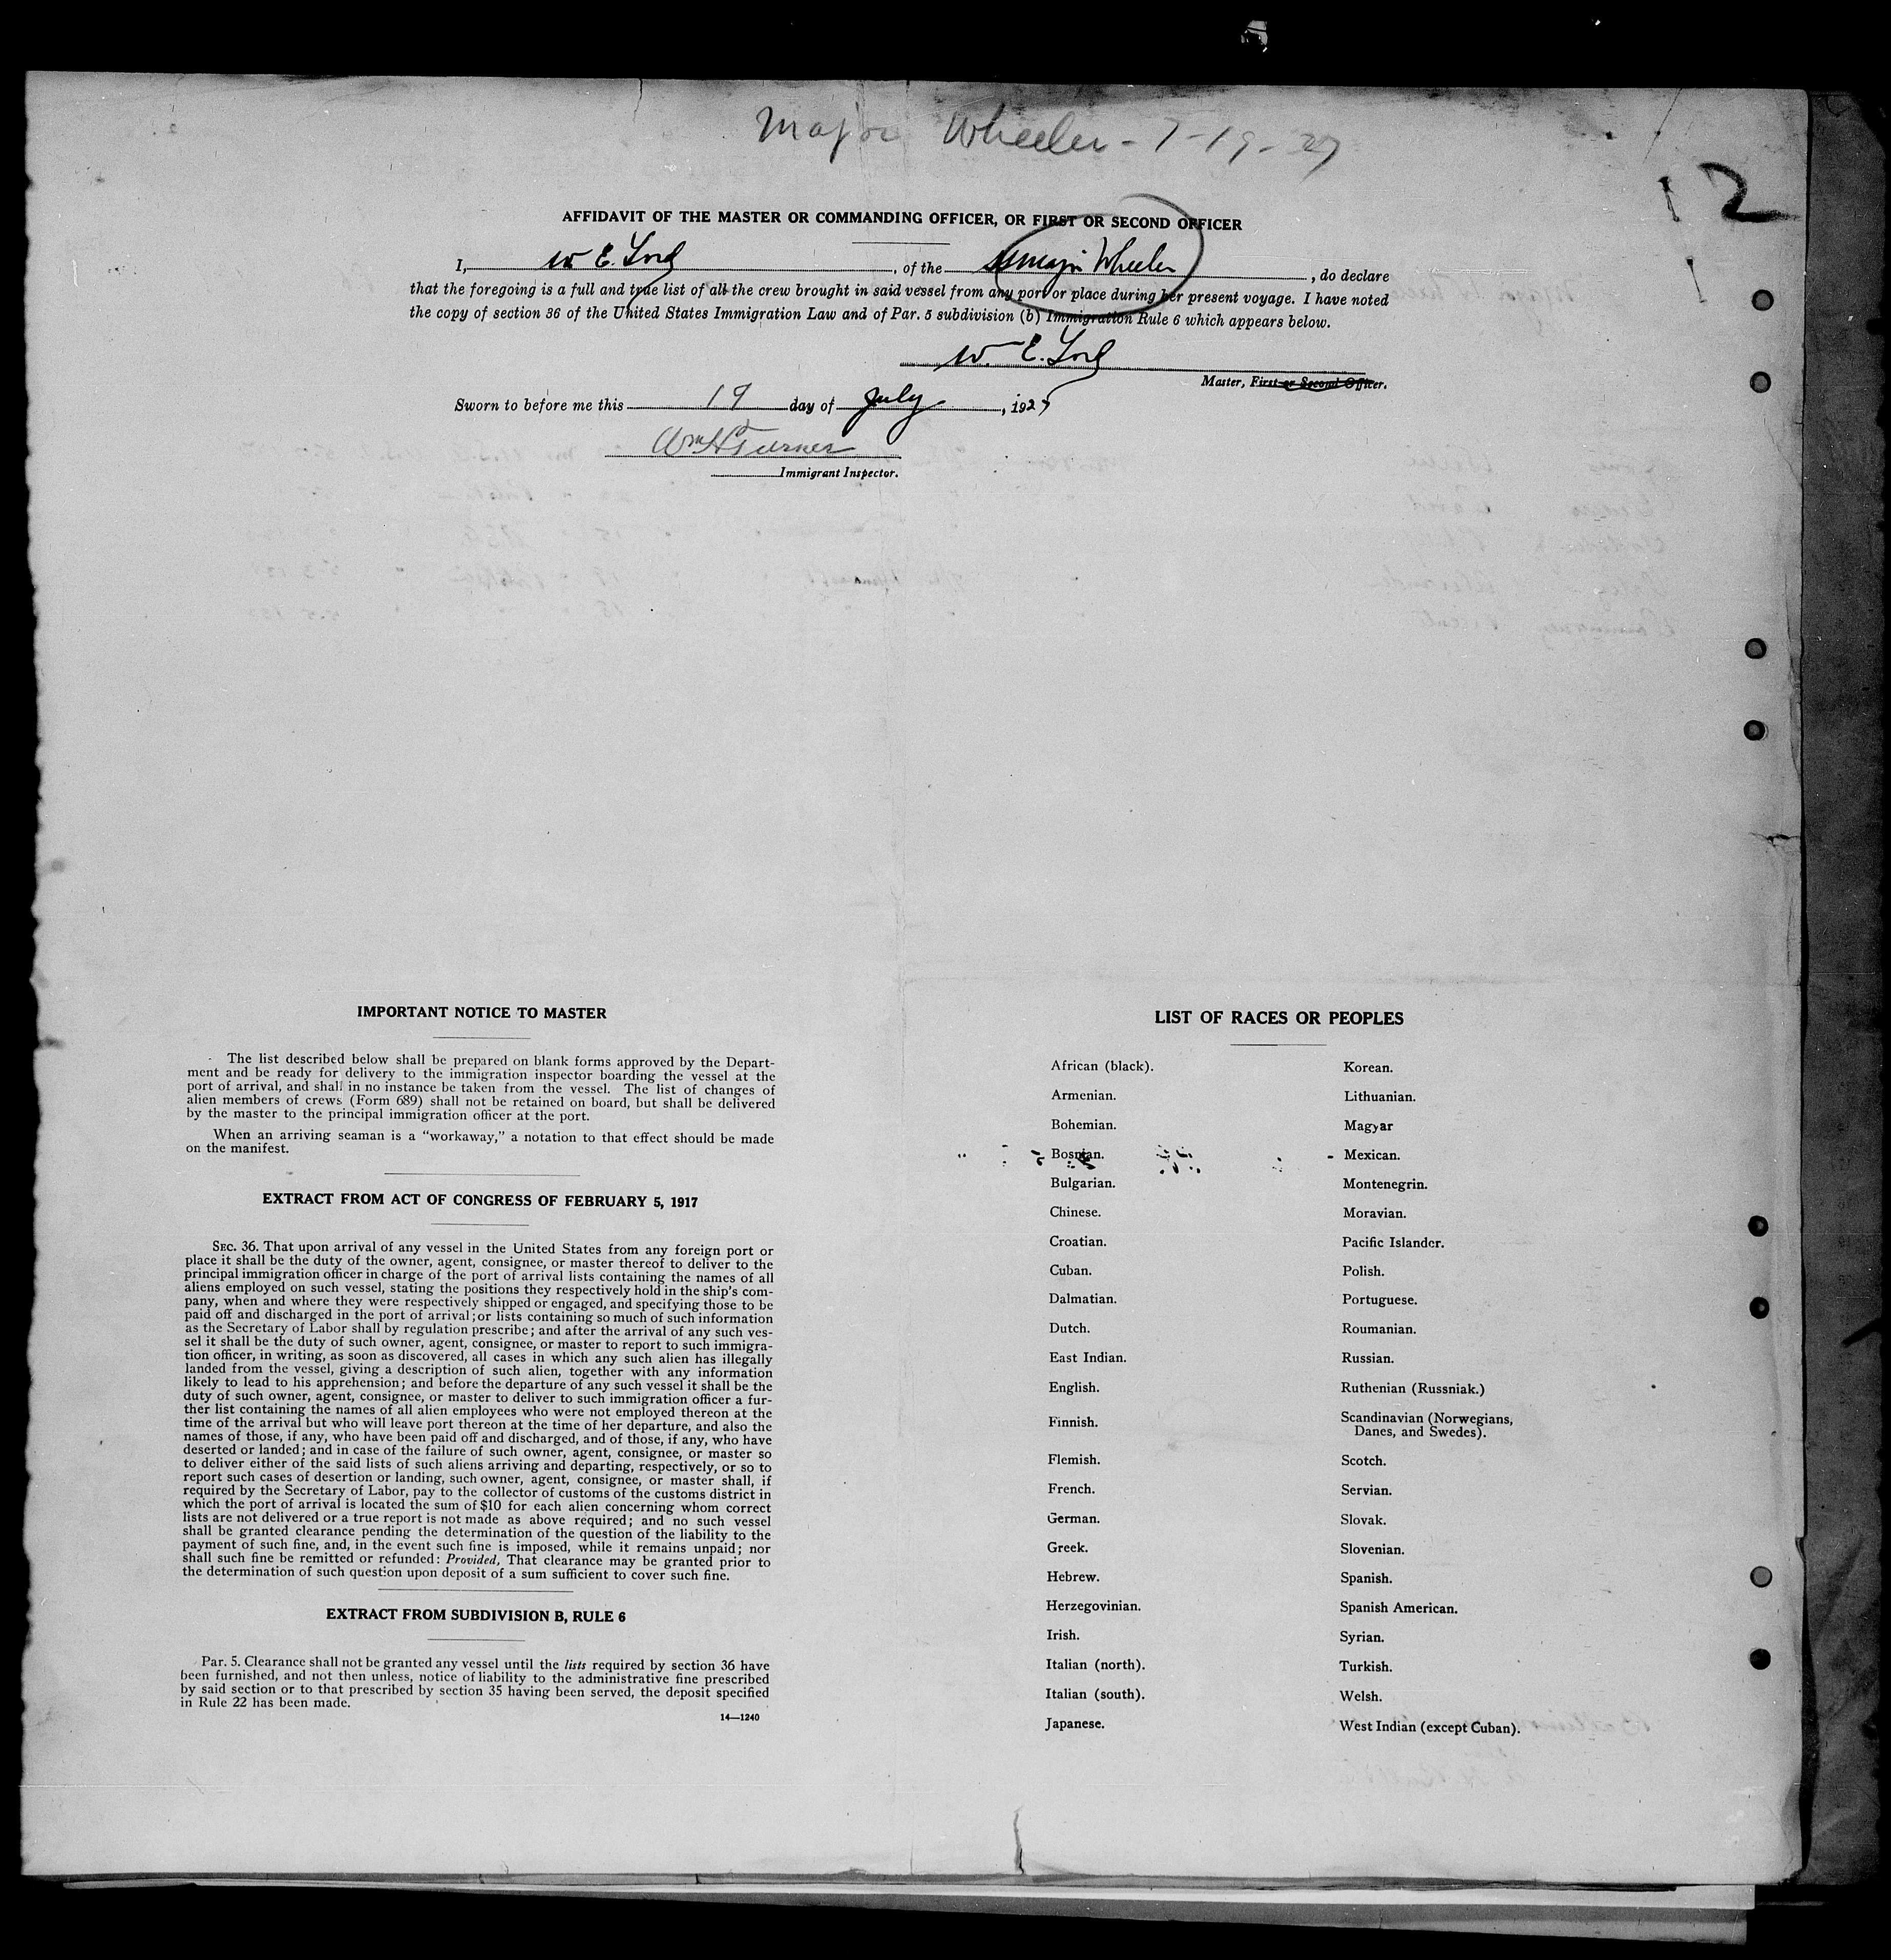 Major Wheeler - 7-19-27
12
AFFIDAVIT OF THE MASTER OR COMMANDING OFFICER, OR FIRST OR SECOND OFFICER
I, W E. Lord, of the SS Major Wheeler, do declare
that the foregoing is a full and true list of all the crew brought in said vessel from any port or place during her present voyage. I have noted
the copy of section 36 of the United States Immigration Law and of Par. 5 subdivision (b) Immigration Rule 6 which appears below.
W. E. Lord
Master, First or Second Officer.
Sworn to before me this 19 day of July, 1927
Wm H Turner
Immigrant Inspector.
IMPORTANT NOTICE TO MASTER
The list described below shall be prepared on blank forms approved by the Depart-
ment and be ready for delivery to the immigration inspector boarding the vessel at the
port of arrival, and shall in no instance be taken from the vessel. The list of changes of
alien members of crews (Form 689) shall not be retained on board, but shall be delivered
by the master to the principal immigration officer at the port.
When an arriving seaman is a “workaway,” a notation to that effect should be made
on the manifest.
EXTRACT FROM ACT OF CONGRESS OF FEBRUARY 5, 1917
SEC. 36. That upon arrival of any vessel in the United States from any foreign port or
place it shall be the duty of the owner, agent, consignee, or master thereof to deliver to the
principal immigration officer in charge of the port of arrival lists containing the names of all
aliens employed on such vessel, stating the positions they respectively hold in the ship's com-
pany, when and where they were respectively shipped or engaged, and specifying those to be
paid off and discharged in the port of arrival; or lists containing so much of such information
as the Secretary of Labor shall by regulation prescribe; and after the arrival of any such ves-
sel it shall be the duty of such owner, agent, consignee, or master to report to such immigra-
tion officer, in writing, as soon as discovered, all cases in which any such alien has illegally
landed from the vessel, giving a description of such alien, together with any information
likely to lead to his apprehension; and before the departure of any such vessel it shall be the
duty of such owner, agent, consignee, or master to deliver to such immigration officer a fur-
ther list containing the names of all alien employees who were not employed thereon at the
time of the arrival but who will leave port thereon at the time of her departure, and also the
names of those, if any, who have been paid off and discharged, and of those, if any, who have
deserted or landed; and in case of the failure of such owner, agent, consignee, or master so
to deliver either of the said lists of such aliens arriving and departing, respectively, or so to
report such cases of desertion or landing, such owner, agent, consignee, or master shall, if
required by the Secretary of Labor, pay to the collector of customs of the customs district in
which the port of arrival is located the sum of $10 for each alien concerning whom correct
lists are not delivered or a true report is not made as above required; and no such vessel
shall be granted clearance pending the determination of the question of the liability to the
payment of such fine, and, in the event such fine is imposed, while it remains unpaid; nor
shall such fine be remitted or refunded: Provided, That clearance may be granted prior to
the determination of such question upon deposit of a sum sufficient to cover such fine.
EXTRACT FROM SUBDIVISION B, RULE 6
Par. 5. Clearance shall not be granted any vessel until the lists required by section 36 have
been furnished, and not then unless, notice of liability to the administrative fine prescribed
by said section or to that prescribed by section 35 having been served, the deposit specified
in Rule 22 has been made.
14—1240
LIST OF RACES OR PEOPLES
African (black).
Armenian.
Bohemian.
Bosnian.
Bulgarian.
Chinese.
Croatian.
Cuban.
Dalmatian.
Dutch.
East Indian.
English.
Finnish.
Flemish.
French.
German.
Greek.
Hebrew.
Herzegovinian.
Irish.
Italian (north).
Italian (south).
Japanese.
Korean.
Lithuanian.
Magyar
Mexican.
Montenegrin.
Moravian.
Pacific Islander.
Polish.
Portuguese.
Roumanian.
Russian.
Ruthenian (Russniak.)
Scandinavian (Norwegians,
Danes, and Swedes).
Scotch.
Servian.
Slovak.
Slovenian.
Spanish.
Spanish American.
Syrian.
Turkish.
Welsh.
West Indian (except Cuban).